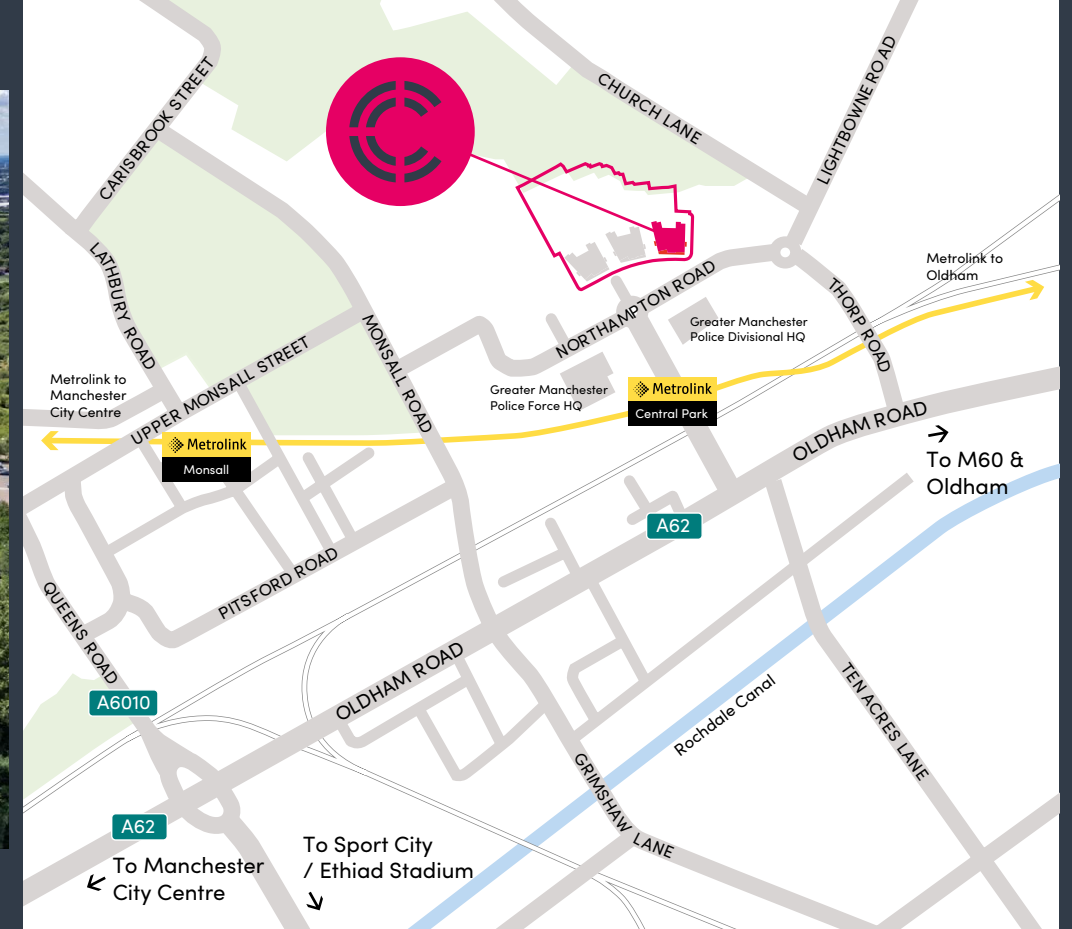 CARISBROOK STREET
CHURCH LANE
LIGHTBOWNE ROAD
LATHBURY ROAD
Metrolink to
Oldham
NORTHAMPTON ROAD
THORP ROAD
MONSALL ROAD
Greater Manchester
Police Divisional HQ
UPPER MONSALL STREET
Metrolink to
Manchester
City Centre
Greater Manchester
Police Force HQ
Metrolink
Central Park
Metrolink
Monsall
OLDHAM ROAD
To M60 &
Oldham
A62
PITSFORD ROAD
QUEENS ROAD
A6010
OLDHAM ROAD
Rochdale Canal
TEN ACRES LANE
GRIMSHAW LANE
A62
To Manchester
City Centre
To Sport City
/ Ethiad Stadium